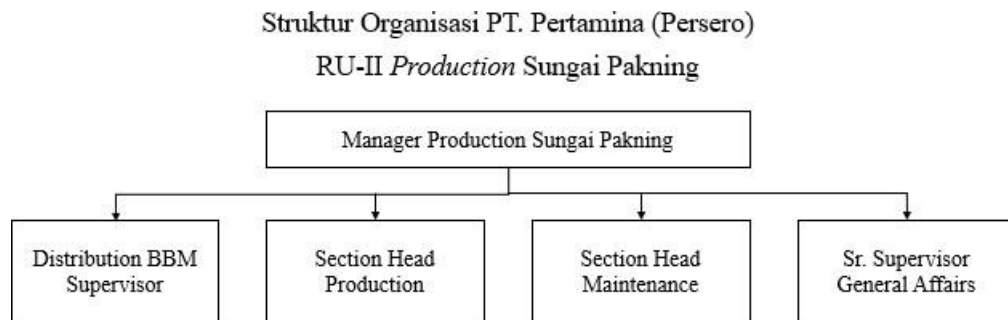 Struktur Organisasi PT. Pertamina (Persero)
RU-II Production Sungai Pakning
Manager Production Sungai Pakning
Distribution BBM
Supervisor
Section Head
Production
Section Head
Maintenance
Sr. Supervisor
General Affairs